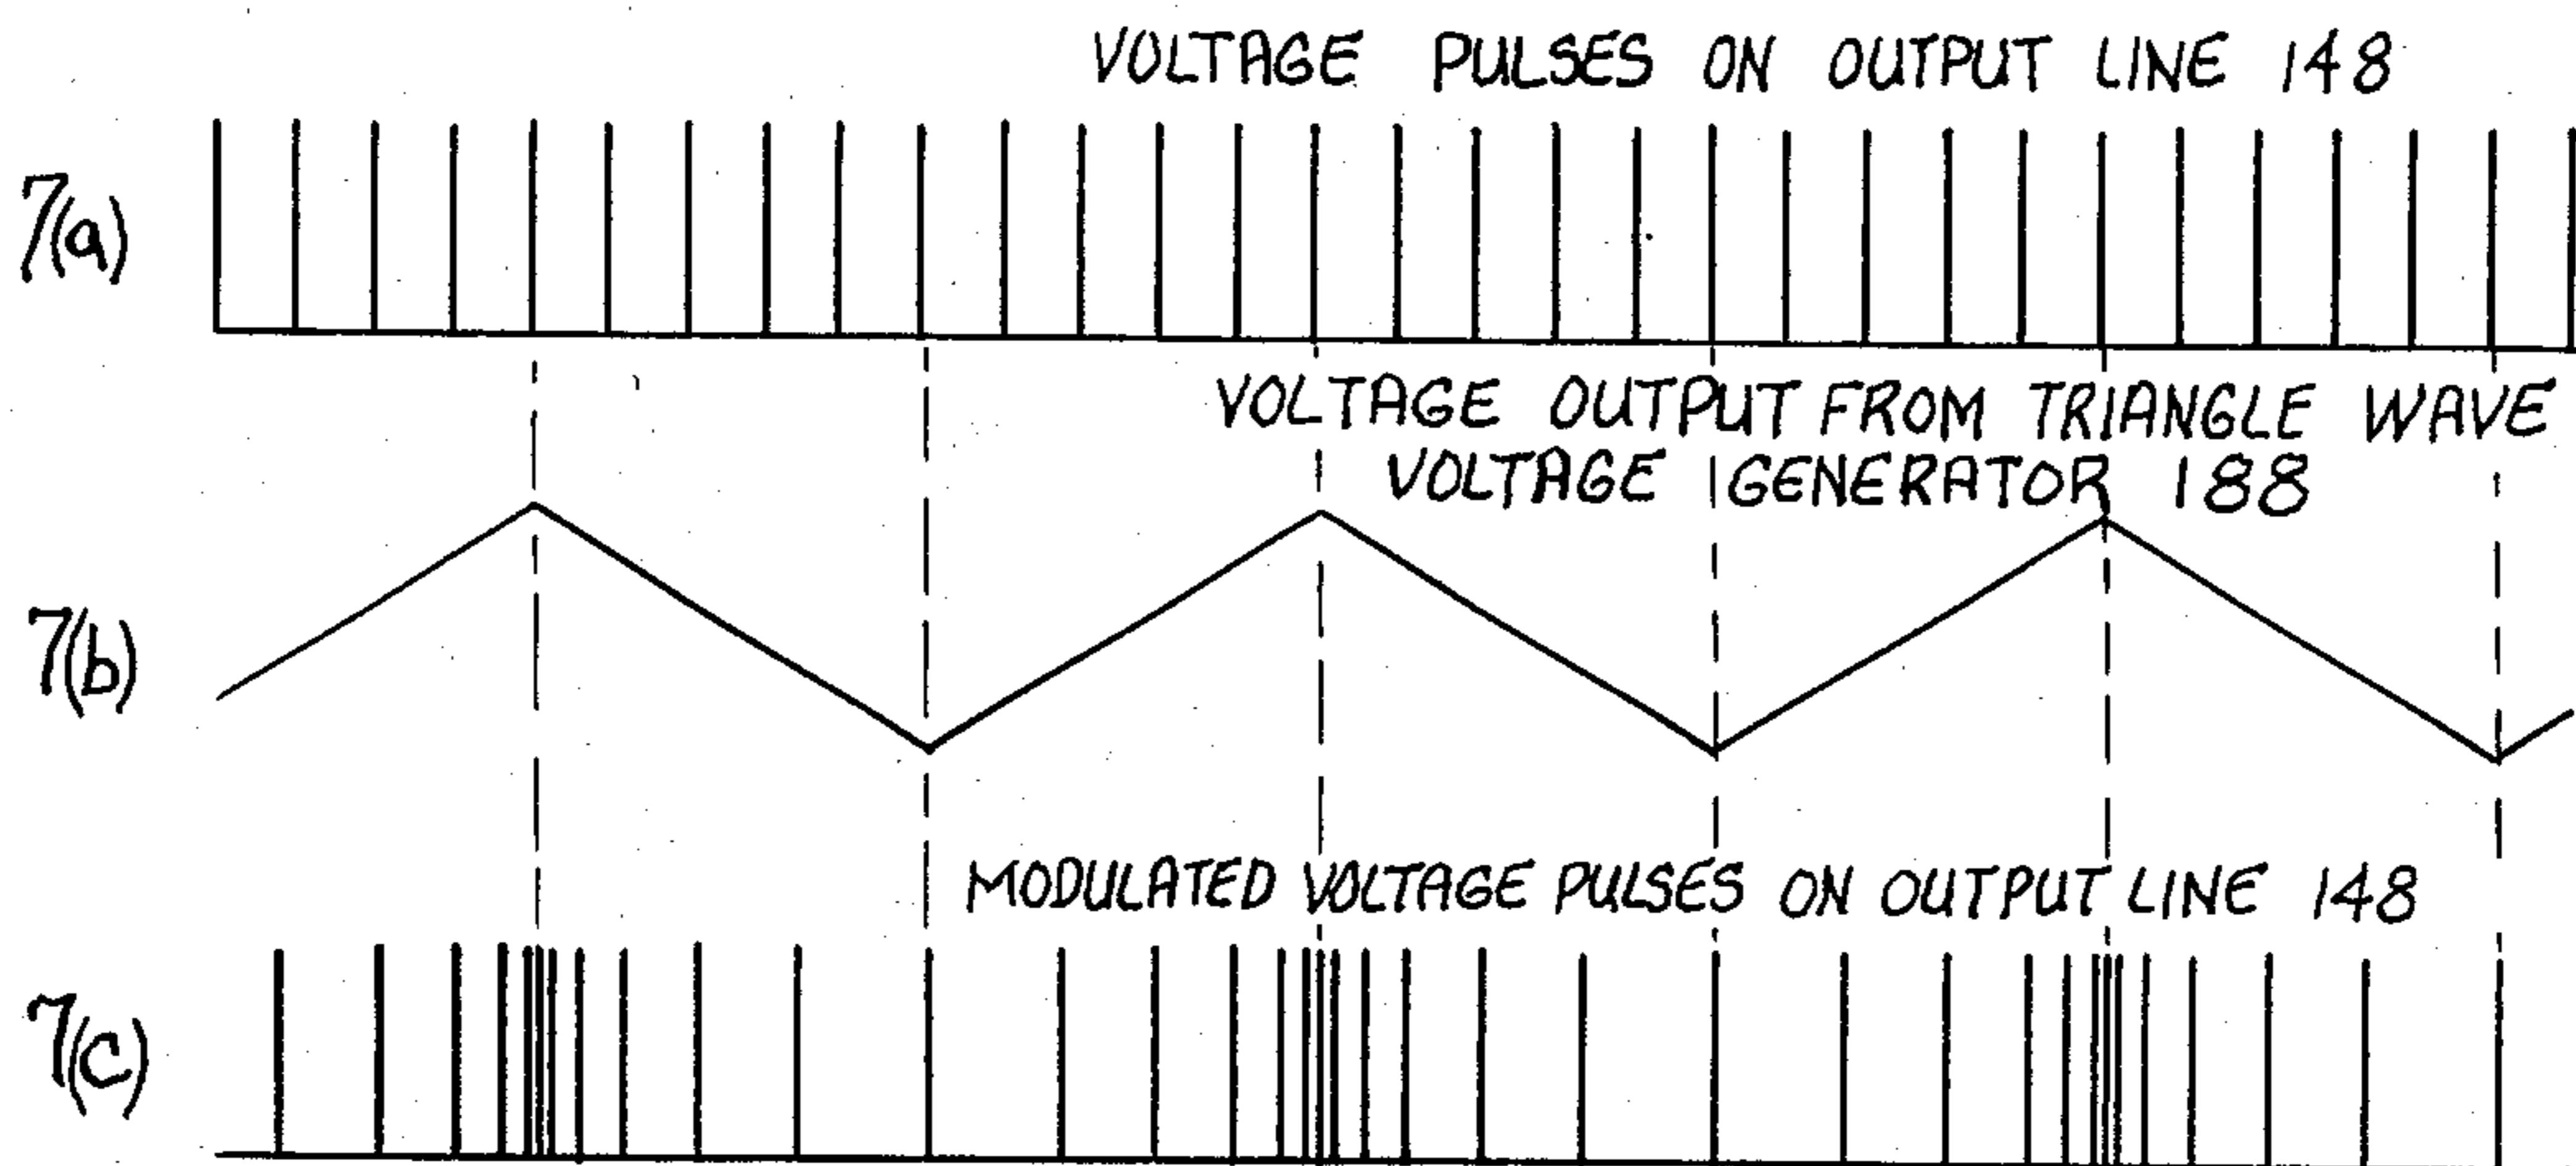 VOLTAGE PULSES ON OUTPUT LINE 148
7(a)
VOLTAGE OUTPUT FROM TRIANGLE WAVE
VOLTAGE GENERATOR 188
7(b)
MODULATED VOLTAGE PULSES ON OUTPUT LINE 148
7(c)